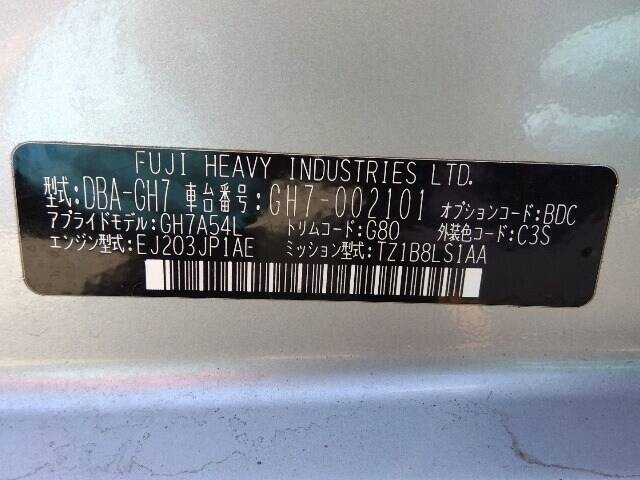 FUJI HEAVY INDUSTRIES LTD.
型式:DBA-GH7 車台番号:GH7-002101 オプションコード:BDC
アプライドモデル:GH7A54L トリムコード:G80 外装色コード:C3S
エンジン型式:EJ203JP1AE ミッション型式:TZ1B8LS1AA